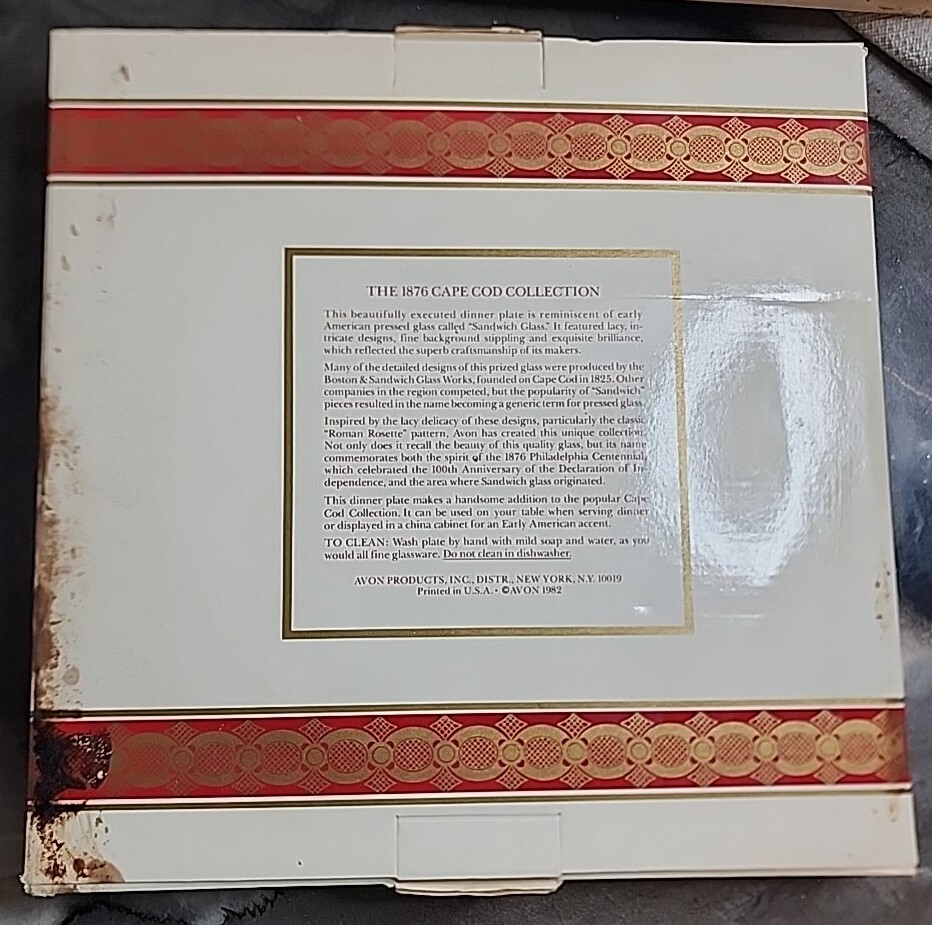 THE 1876 CAPE COD COLLECTION
This beautifully executed dinner plate is reminiscent of early
American pressed glass called "Sandwich Glass." It featured lacy, in-
tricate designs, fine background stippling and exquisite brilliance,
which reflected the superb craftsmanship of its makers.
Many of the detailed designs of this prized glass were produced by the
Boston & Sandwich Glass Works, founded on Cape Cod in 1825. Other
companies in the region competed, but the popularity of "Sandwich"
pieces resulted in the name becoming a generic term for pressed glass.
Inspired by the lacy delicacy of these designs, particularly the classic
"Roman Rosette" pattern, Avon has created this unique collection.
Not only does it recall the beauty of this quality glass, but its name
commemorates both the spirit of the 1876 Philadelphia Centennial,
which celebrated the 100th Anniversary of the Declaration of In-
dependence, and the area where Sandwich glass originated.
This dinner plate makes a handsome addition to the popular Cape
Cod Collection. It can be used on your table when serving dinner
or displayed in a china cabinet for an Early American accent.
TO CLEAN: Wash plate by hand with mild soap and water, as you
would all fine glassware. Do not clean in dishwasher.
AVON PRODUCTS, INC., DISTR., NEW YORK, N.Y. 10019
Printed in U.S.A. • ©AVON 1982